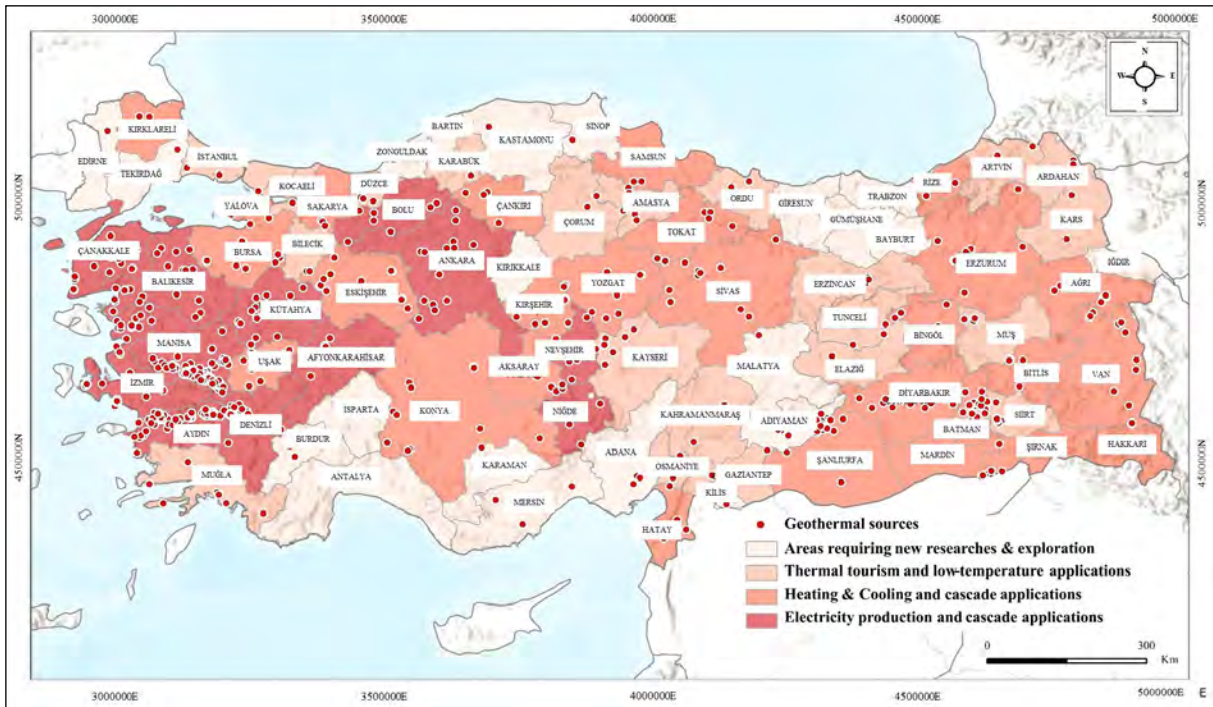 3000000E 3500000E 4000000E 4500000E 5000000E
N
W E
S
5000000N
4500000N
5000000N
4500000N
KIRKLARELİ
EDİRNE
TEKİRDAĞ
İSTANBUL
KOCAELİ
YALOVA
SAKARYA
DÜZCE
ZONGULDAK
BARTIN
KARABÜK
KASTAMONU
SİNOP
SAMSUN
BOLU
ÇANKIRI
ÇORUM
AMASYA
ORDU
TOKAT
GİRESUN
TRABZON
GÜMÜŞHANE
BAYBURT
RİZE
ARTVİN
ARDAHAN
KARS
IĞDIR
ÇANAKKALE
BALIKESİR
BURSA
BİLECİK
ESKİŞEHİR
KÜTAHYA
ANKARA
KIRIKKALE
KIRŞEHİR
YOZGAT
SİVAS
ERZİNCAN
ERZURUM
AĞRI
TUNCELİ
BİNGÖL
MUŞ
MANİSA
UŞAK
AFYONKARAHİSAR
İZMİR
AYDIN
DENİZLİ
ISPARTA
BURDUR
MUĞLA
ANTALYA
KONYA
AKSARAY
NEVŞEHİR
NİĞDE
KAYSERİ
MALATYA
ELAZIĞ
DİYARBAKIR
BİTLİS
VAN
BATMAN
SİİRT
HAKKARİ
ŞIRNAK
MARDİN
ŞANLIURFA
ADIYAMAN
KAHRAMANMARAŞ
GAZİANTEP
KİLİS
OSMANİYE
ADANA
KARAMAN
MERSİN
HATAY
Geothermal sources
Areas requiring new researches & exploration
Thermal tourism and low-temperature applications
Heating & Cooling and cascade applications
Electricity production and cascade applications
0 300
Km
3000000E 3500000E 4000000E 4500000E 5000000E E